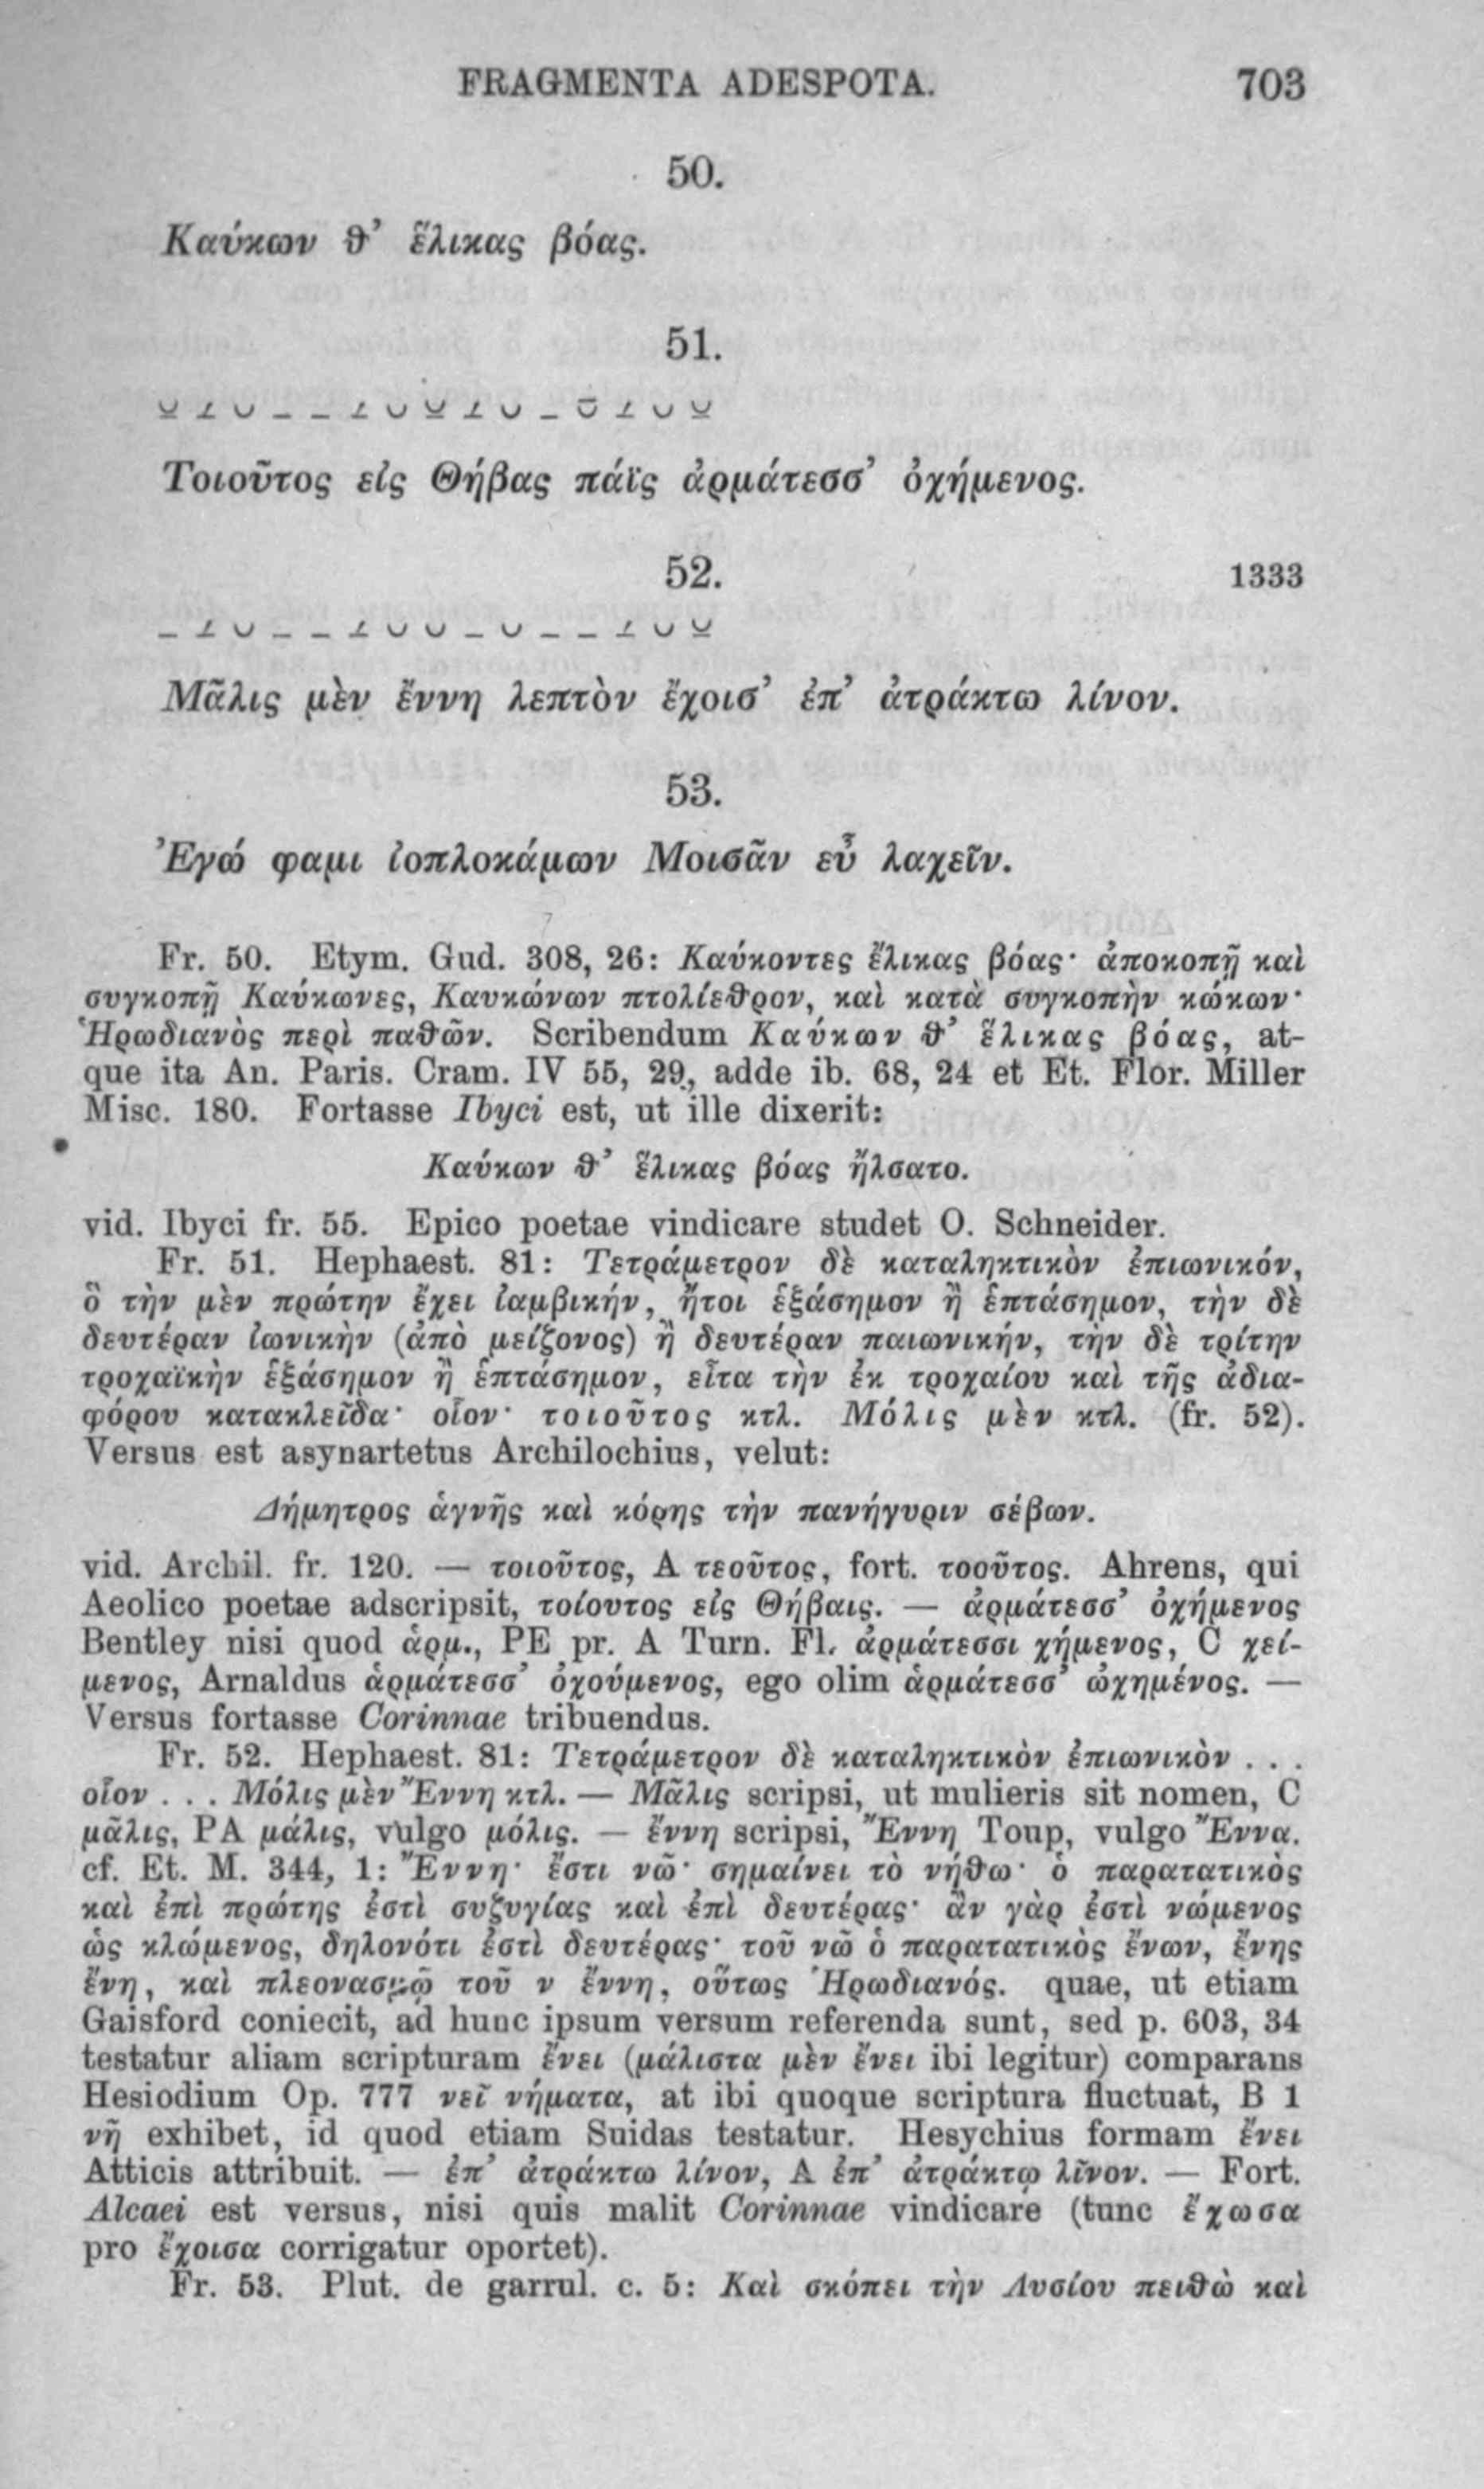 FRAGMENTA ADESPOTA. 703
50.
Καύκων ϑ᾽ ἕλικας βόας.
51.
⏓ ⏊ ⏑ – – ⏊ ⏑ ⏓ ⏊ ⏑ – ⏒ ⏊ ⏑ ⏓
Τοιοῦτος εἰς Θήβας πάϊς ἀρμάτεσσ᾽ ὀχήμενος.
52. 1333
– ⏊ ⏑ – – ⏊ ⏑ ⏑ – ⏑ – – ⏊ ⏑ ⏓
Μᾶλις μὲν ἔννη λεπτὸν ἔχοισ᾽ ἐπ᾽ ἀτράκτω λίνον.
53.
Ἐγώ φαμι ἰοπλοκάμων Μοισᾶν εὖ λαχεῖν.
Fr. 50. Etym. Gud. 308, 26: Καύκοντες ἕλικας βόας· ἀποκοπῇ καὶ
συγκοπῇ Καύκωνες, Καυκώνων πτολίεϑρον, καὶ κατὰ συγκοπὴν κώκων·
Ἡρωδιανὸς περὶ παϑῶν. Scribendum Καύκων ϑ᾽ ἕλικας βόας, at-
que ita An. Paris. Cram. IV 55, 29, adde ib. 68, 24 et Et. Flor. Miller
Misc. 180. Fortasse Ibyci est, ut ille dixerit:
Καύκων ϑ᾽ ἕλικας βόας ἤλσατο.
vid. Ibyci fr. 55. Epico poetae vindicare studet O. Schneider.
Fr. 51. Hephaest. 81: Τετράμετρον δὲ καταληκτικὸν ἐπιωνικόν,
ὃ τὴν μὲν πρώτην ἔχει ἰαμβικήν, ἤτοι ἑξάσημον ἢ ἑπτάσημον, τὴν δὲ
δευτέραν ἰωνικὴν (ἀπὸ μείζονος) ἢ δευτέραν παιωνικήν, τὴν δὲ τρίτην
τροχαϊκὴν ἑξάσημον ἢ ἑπτάσημον, εἶτα τὴν ἐκ τροχαίου καὶ τῆς ἀδια-
φόρου κατακλεῖδα· οἷον· τοιοῦτος κτλ. Μόλις μὲν κτλ. (fr. 52).
Versus est asynartetus Archilochius, velut:
Δήμητρος ἁγνῆς καὶ κόρης τὴν πανήγυριν σέβων.
vid. Archil. fr. 120. — τοιοῦτος, A τεοῦτος, fort. τοοῦτος. Ahrens, qui
Aeolico poetae adscripsit, τοίουτος εἰς Θήβαις. — ἀρμάτεσσ᾽ ὀχήμενος
Bentley nisi quod ἁρμ., PE pr. A Turn. Fl. ἀρμάτεσσι χήμενος, C χεί-
μενος, Arnaldus ἁρμάτεσσ᾽ ὀχούμενος, ego olim ἁρμάτεσσ᾽ ὠχημένος. —
Versus fortasse Corinnae tribuendus.
Fr. 52. Hephaest. 81: Τετράμετρον δὲ καταληκτικὸν ἐπιωνικὸν . . .
οἷον . . . Μόλις μὲν Ἔννη κτλ. — Μᾶλις scripsi, ut mulieris sit nomen, C
μᾶλις, PA μάλις, vulgo μόλις. — ἔννη scripsi, Ἔννη Toup, vulgo Ἔννα.
cf. Et. M. 344, 1: Ἔννη· ἔστι νῶ· σημαίνει τὸ νήϑω· ὁ παρατατικὸς
καὶ ἐπὶ πρώτης ἐστὶ συζυγίας καὶ ἐπὶ δευτέρας· ἂν γὰρ ἐστὶ νώμενος
ὡς κλώμενος, δηλονότι ἐστὶ δευτέρας· τοῦ νῶ ὁ παρατατικὸς ἔνων, ἔνης
ἔνη, καὶ πλεονασμῷ τοῦ ν ἔννη, οὕτως Ἡρωδιανός. quae, ut etiam
Gaisford coniecit, ad hunc ipsum versum referenda sunt, sed p. 603, 34
testatur aliam scripturam ἔνει (μάλιστα μὲν ἔνει ibi legitur) comparans
Hesiodium Op. 777 νεῖ νήματα, at ibi quoque scriptura fluctuat, B 1
νῇ exhibet, id quod etiam Suidas testatur. Hesychius formam ἔνει
Atticis attribuit. — ἐπ᾽ ἀτράκτω λίνον, A ἐπ᾽ ἀτράκτῳ λῖνον. — Fort.
Alcaei est versus, nisi quis malit Corinnae vindicare (tunc ἔχωσα
pro ἔχοισα corrigatur oportet).
Fr. 53. Plut. de garrul. c. 5: Καὶ σκόπει τὴν Λυσίου πειϑὼ καὶ